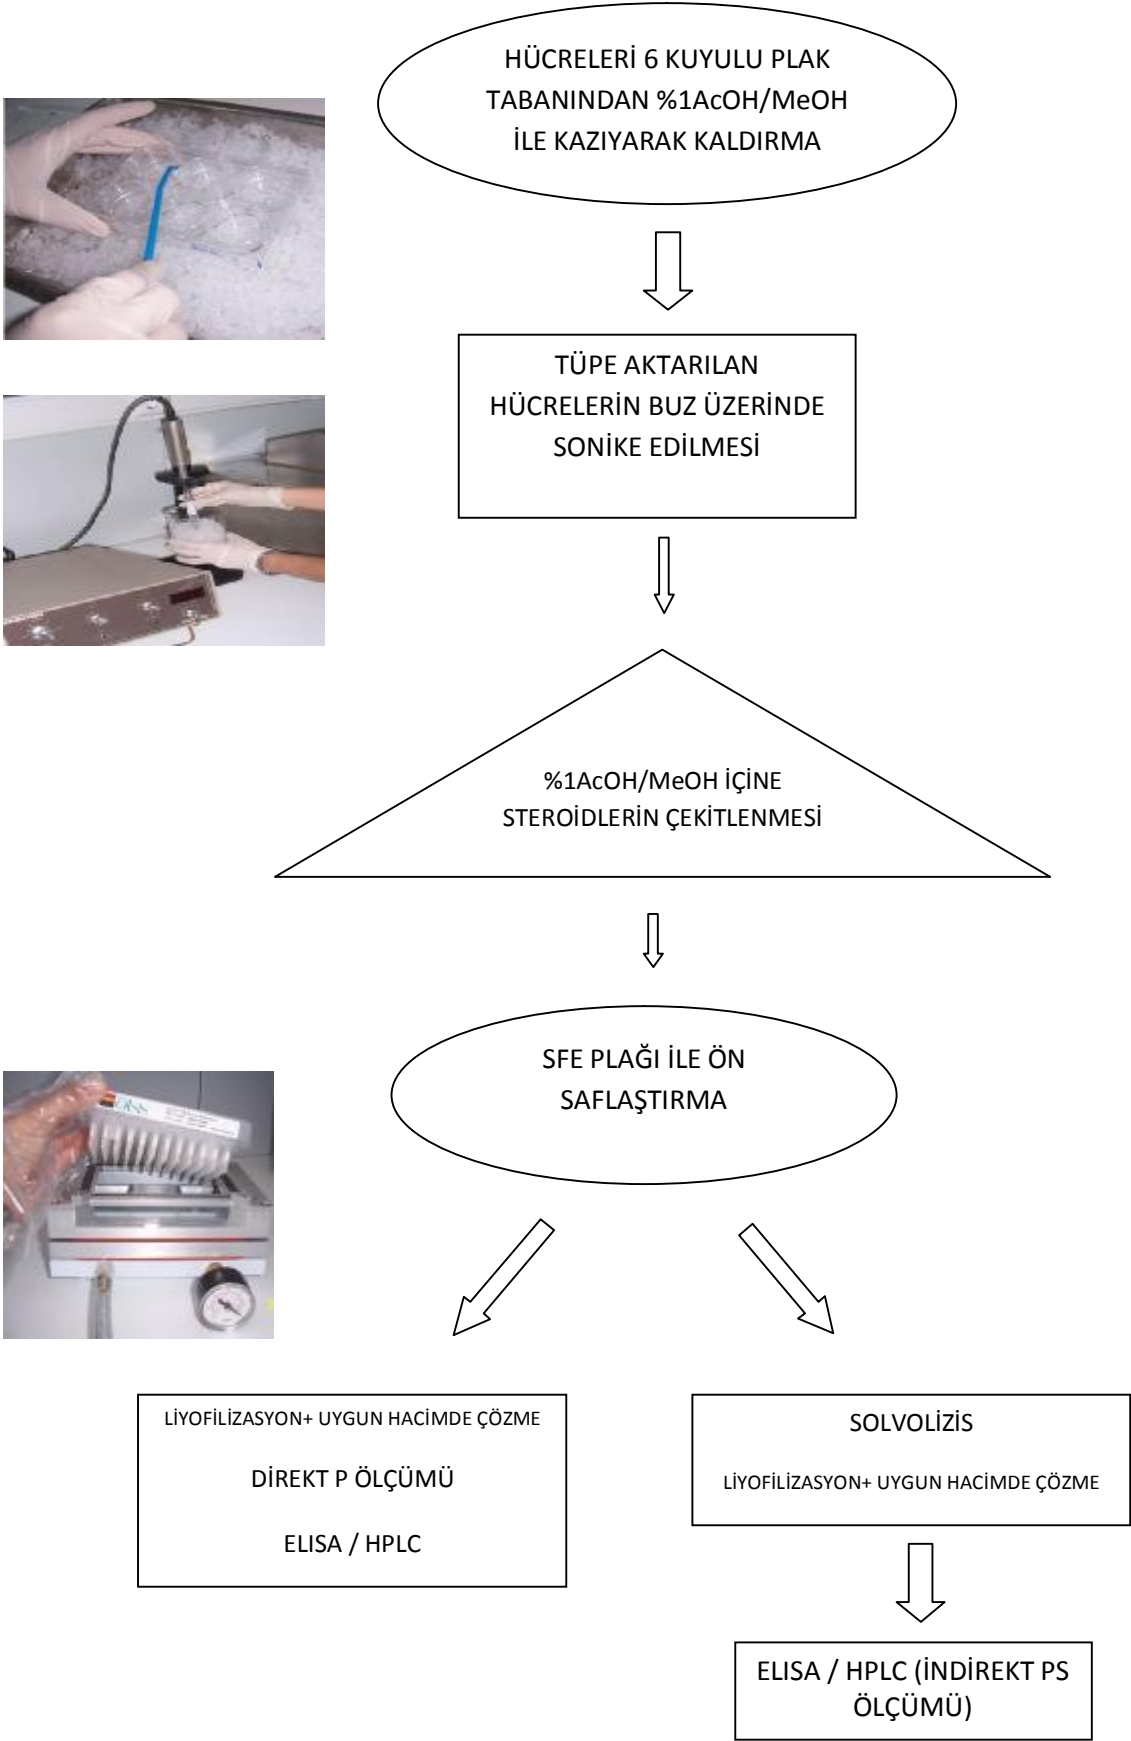 HÜCRELERİ 6 KUYULU PLAK
TABANINDAN %1AcOH/MeOH
İLE KAZIYARAK KALDIRMA
TÜPE AKTARILAN
HÜCRELERİN BUZ ÜZERİNDE
SONİKE EDİLMESİ
%1AcOH/MeOH İÇİNE
STEROİDLERİN ÇEKİTLENMESİ
SFE PLAĞI İLE ÖN
SAFLAŞTIRMA
LİYOFİLİZASYON+ UYGUN HACİMDE ÇÖZME
DİREKT P ÖLÇÜMÜ
ELISA / HPLC
SOLVOLİZİS
LİYOFİLİZASYON+ UYGUN HACİMDE ÇÖZME
ELISA / HPLC (İNDİREKT PS
ÖLÇÜMÜ)